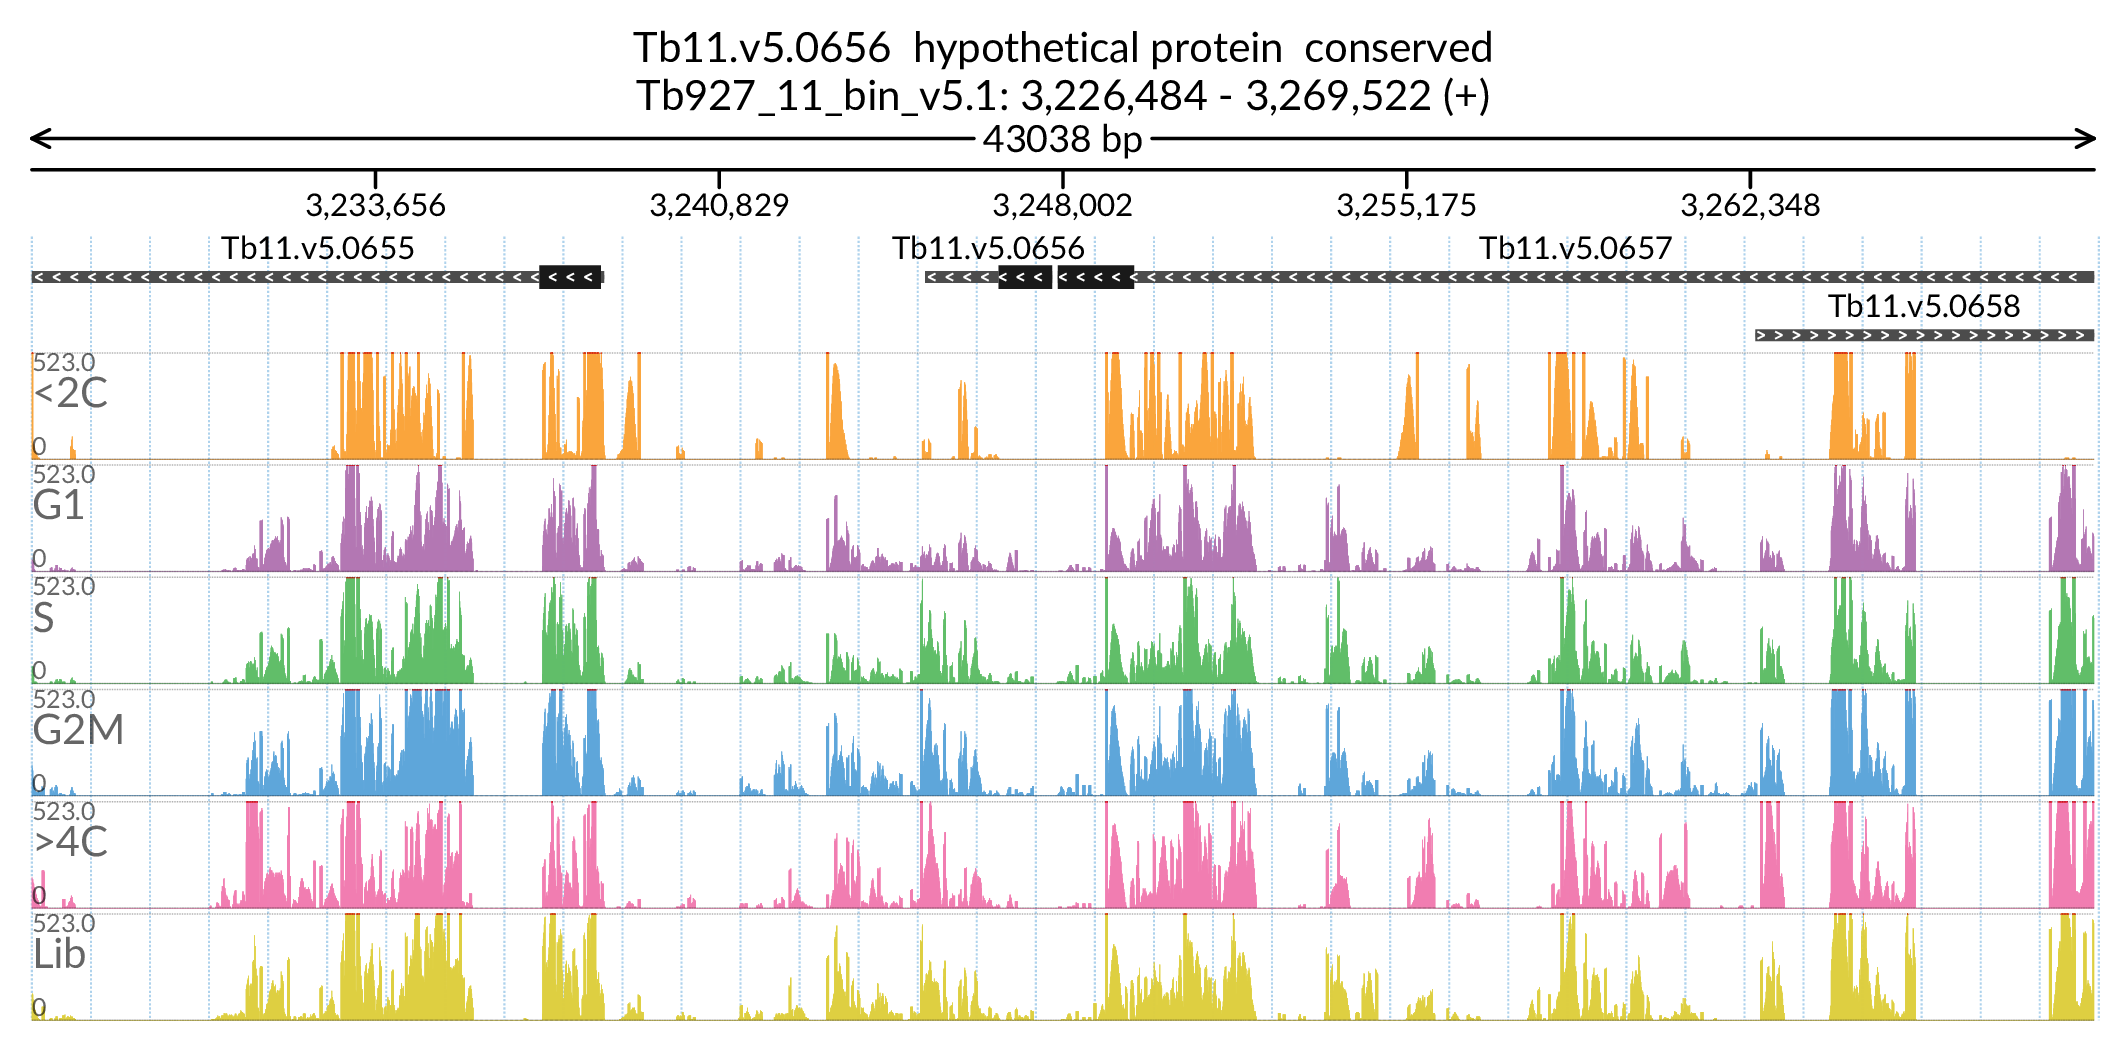 Tb11.v5.0656 hypothetical protein conserved
Tb927_11_bin_v5.1: 3,226,484 - 3,269,522 (+)
43038 bp
3,233,656 3,240,829 3,248,002 3,255,175 3,262,348
Tb11.v5.0655 Tb11.v5.0656 Tb11.v5.0657
Tb11.v5.0658
523.0
<2C
0
523.0
G1
0
523.0
S
0
523.0
G2M
0
523.0
>4C
0
523.0
Lib
0